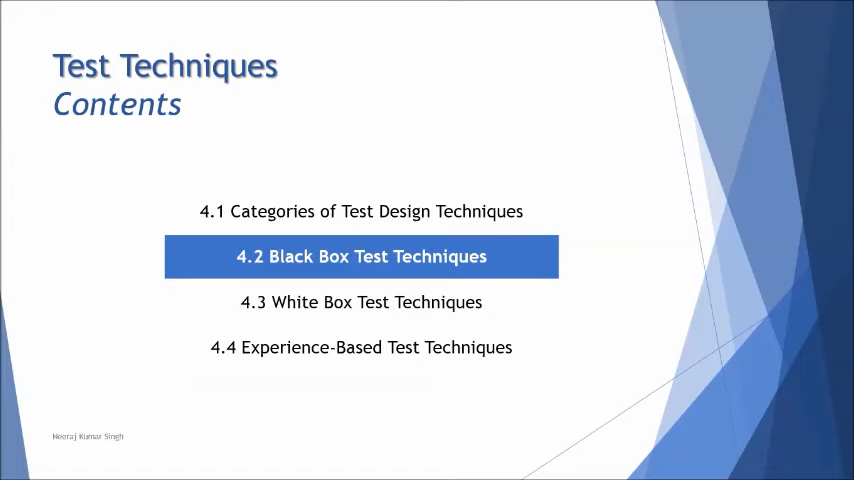 Test Techniques
Contents
4.1 Categories of Test Design Techniques
4.2 Black Box Test Techniques
4.3 White Box Test Techniques
4.4 Experience-Based Test Techniques
Neeraj Kumar Singh